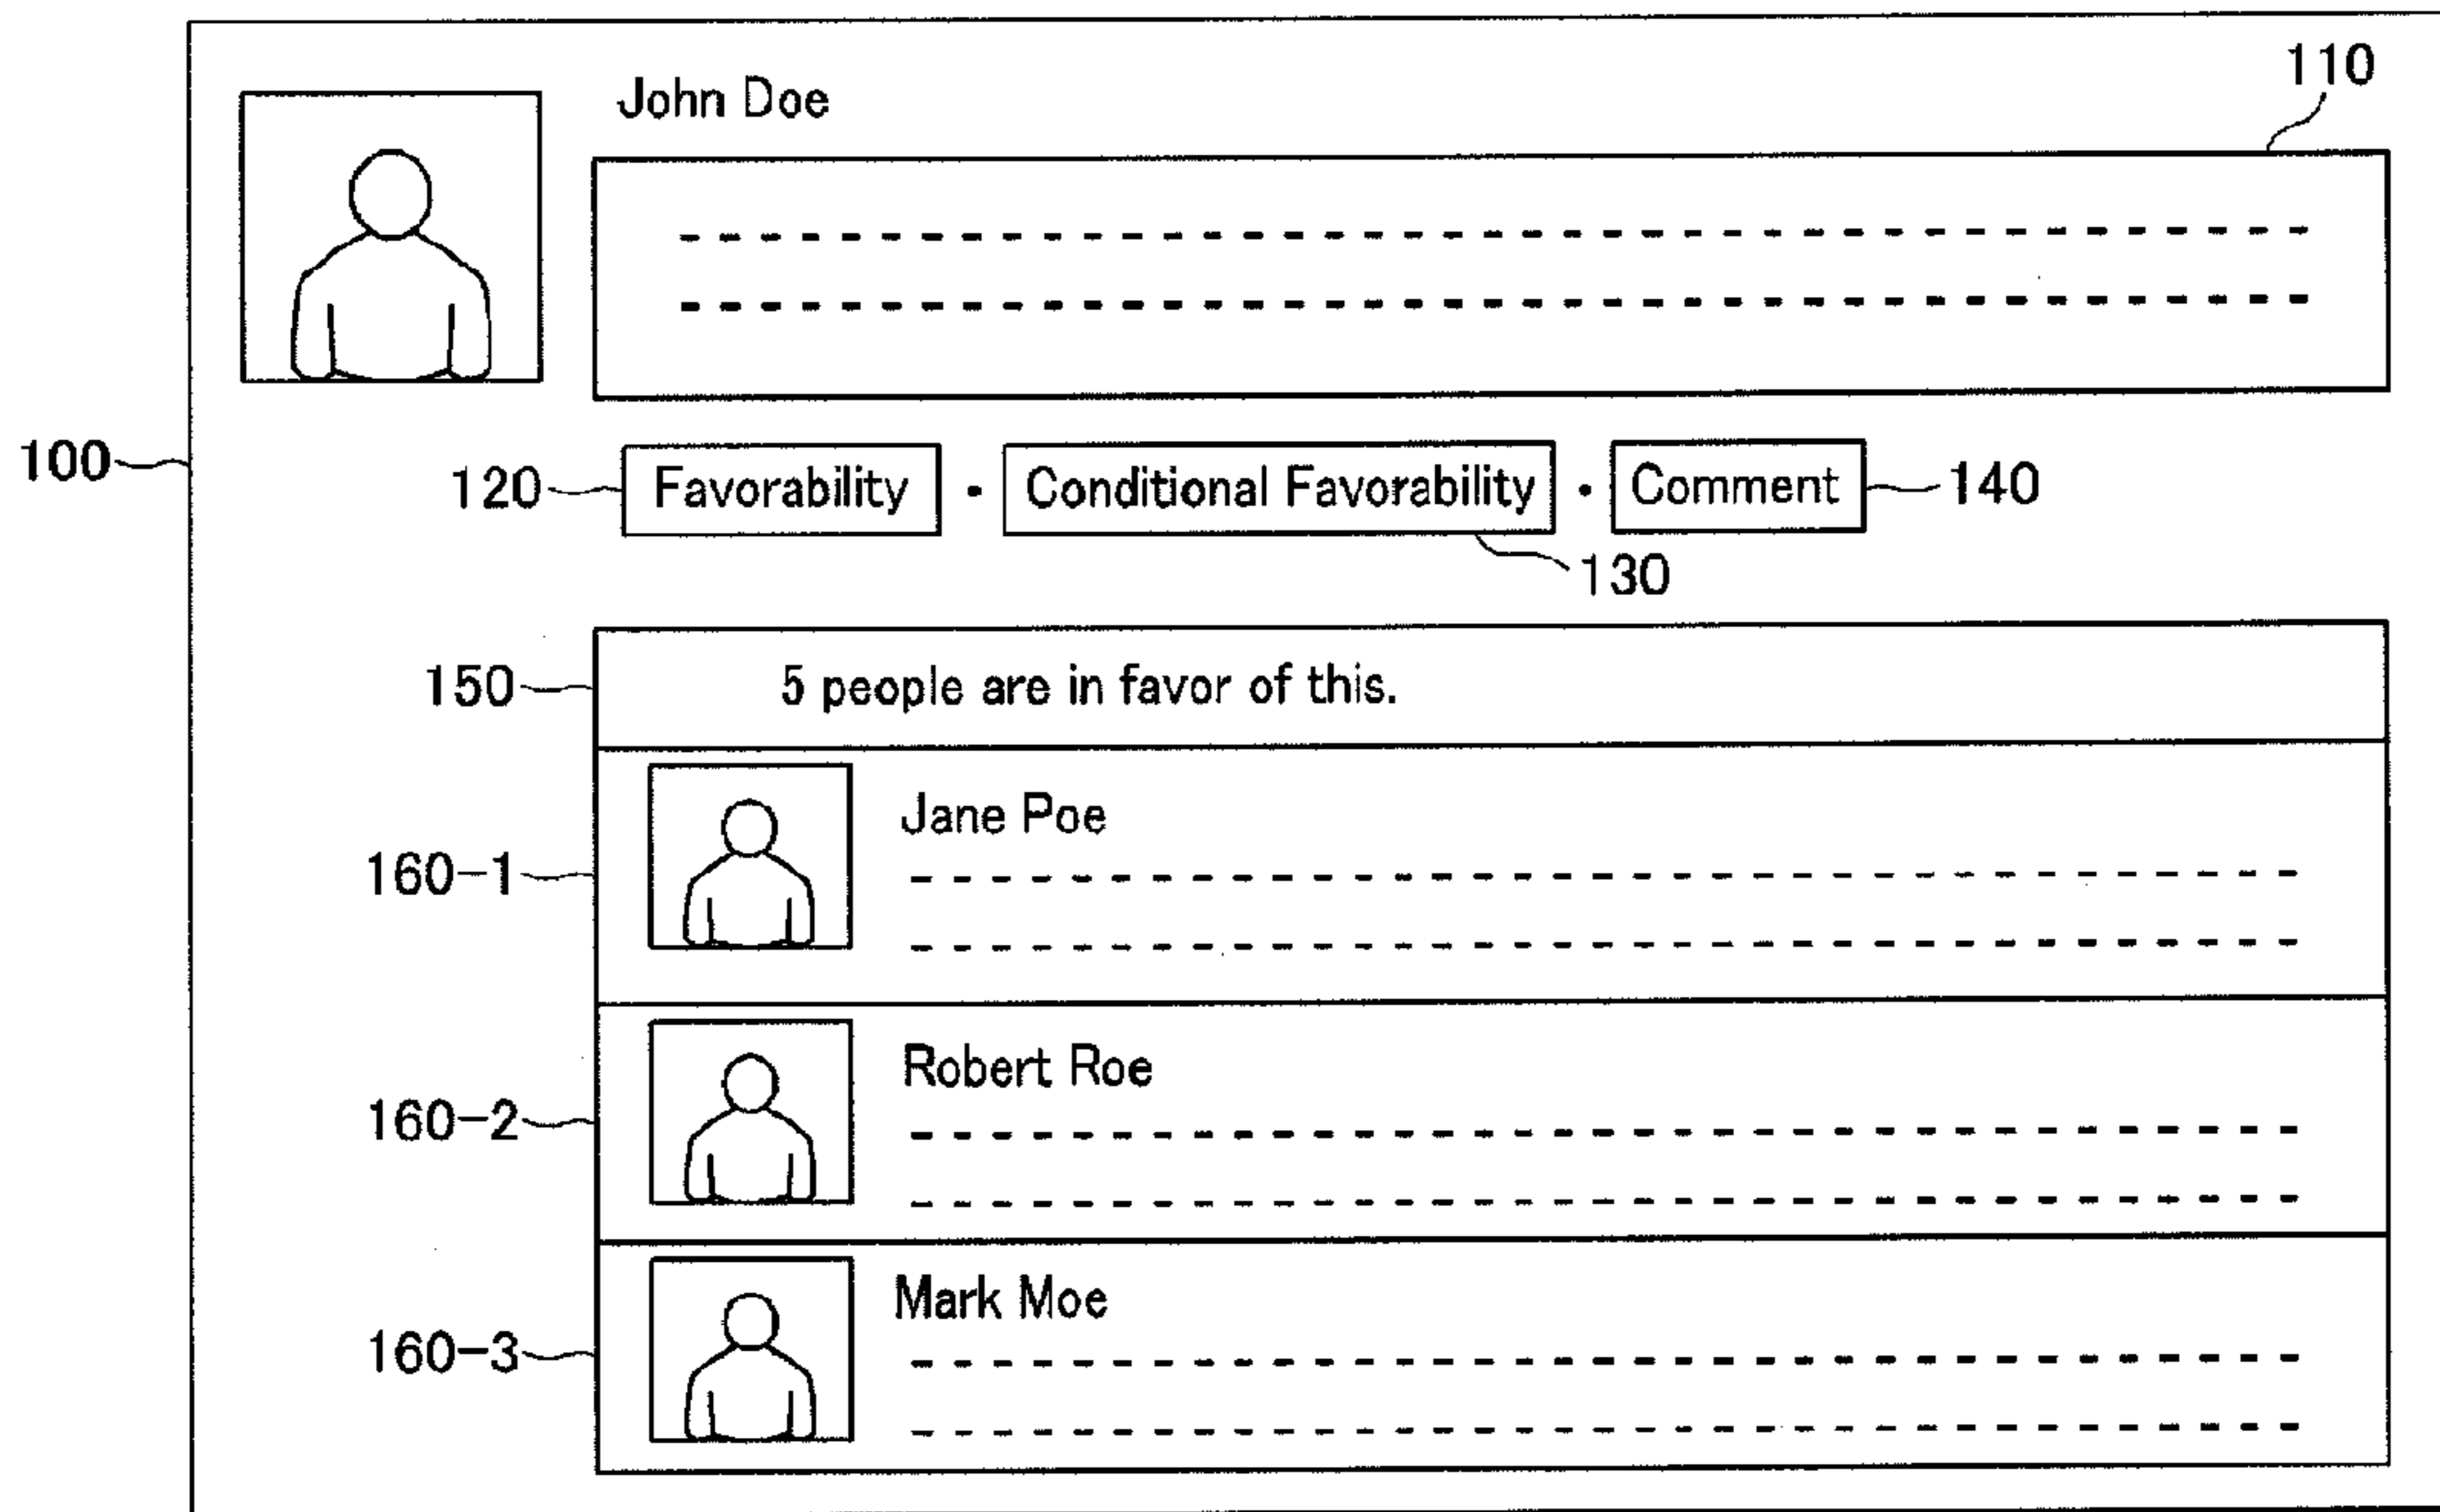 110
John Doe
100
120 Favorability · Conditional Favorability · Comment 140
130
150 5 people are in favor of this.
Jane Poe
160-1
Robert Roe
160-2
Mark Moe
160-3